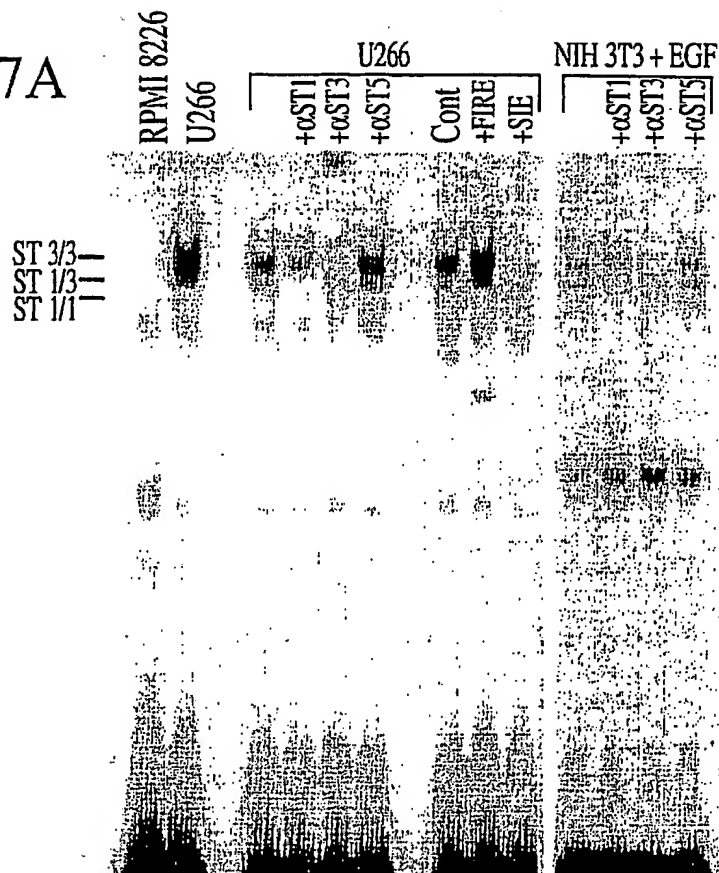 7A
RPMI 8226
U266
U266
+αST1
+αST3
+αST5
Cont
+FIRE
+SIE
NIH 3T3 + EGF
+αST1
+αST3
+αST5
ST 3/3
ST 1/3
ST 1/1